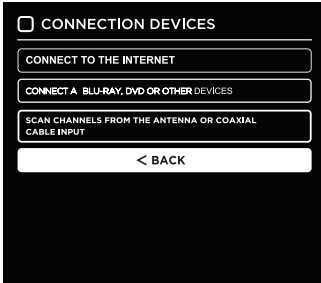 CONNECTION DEVICES
CONNECT TO THE INTERNET
CONNECT A BLU-RAY, DVD OR OTHER DEVICES
SCAN CHANNELS FROM THE ANTENNA OR COAXIAL
CABLE INPUT
< BACK